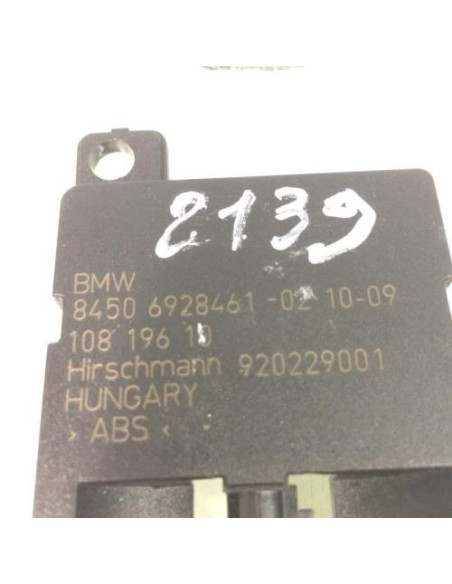 2139
BMW
8450 6928461-02 10-09
108 196 10
Hirschmann 920229001
HUNGARY
› ABS ‹